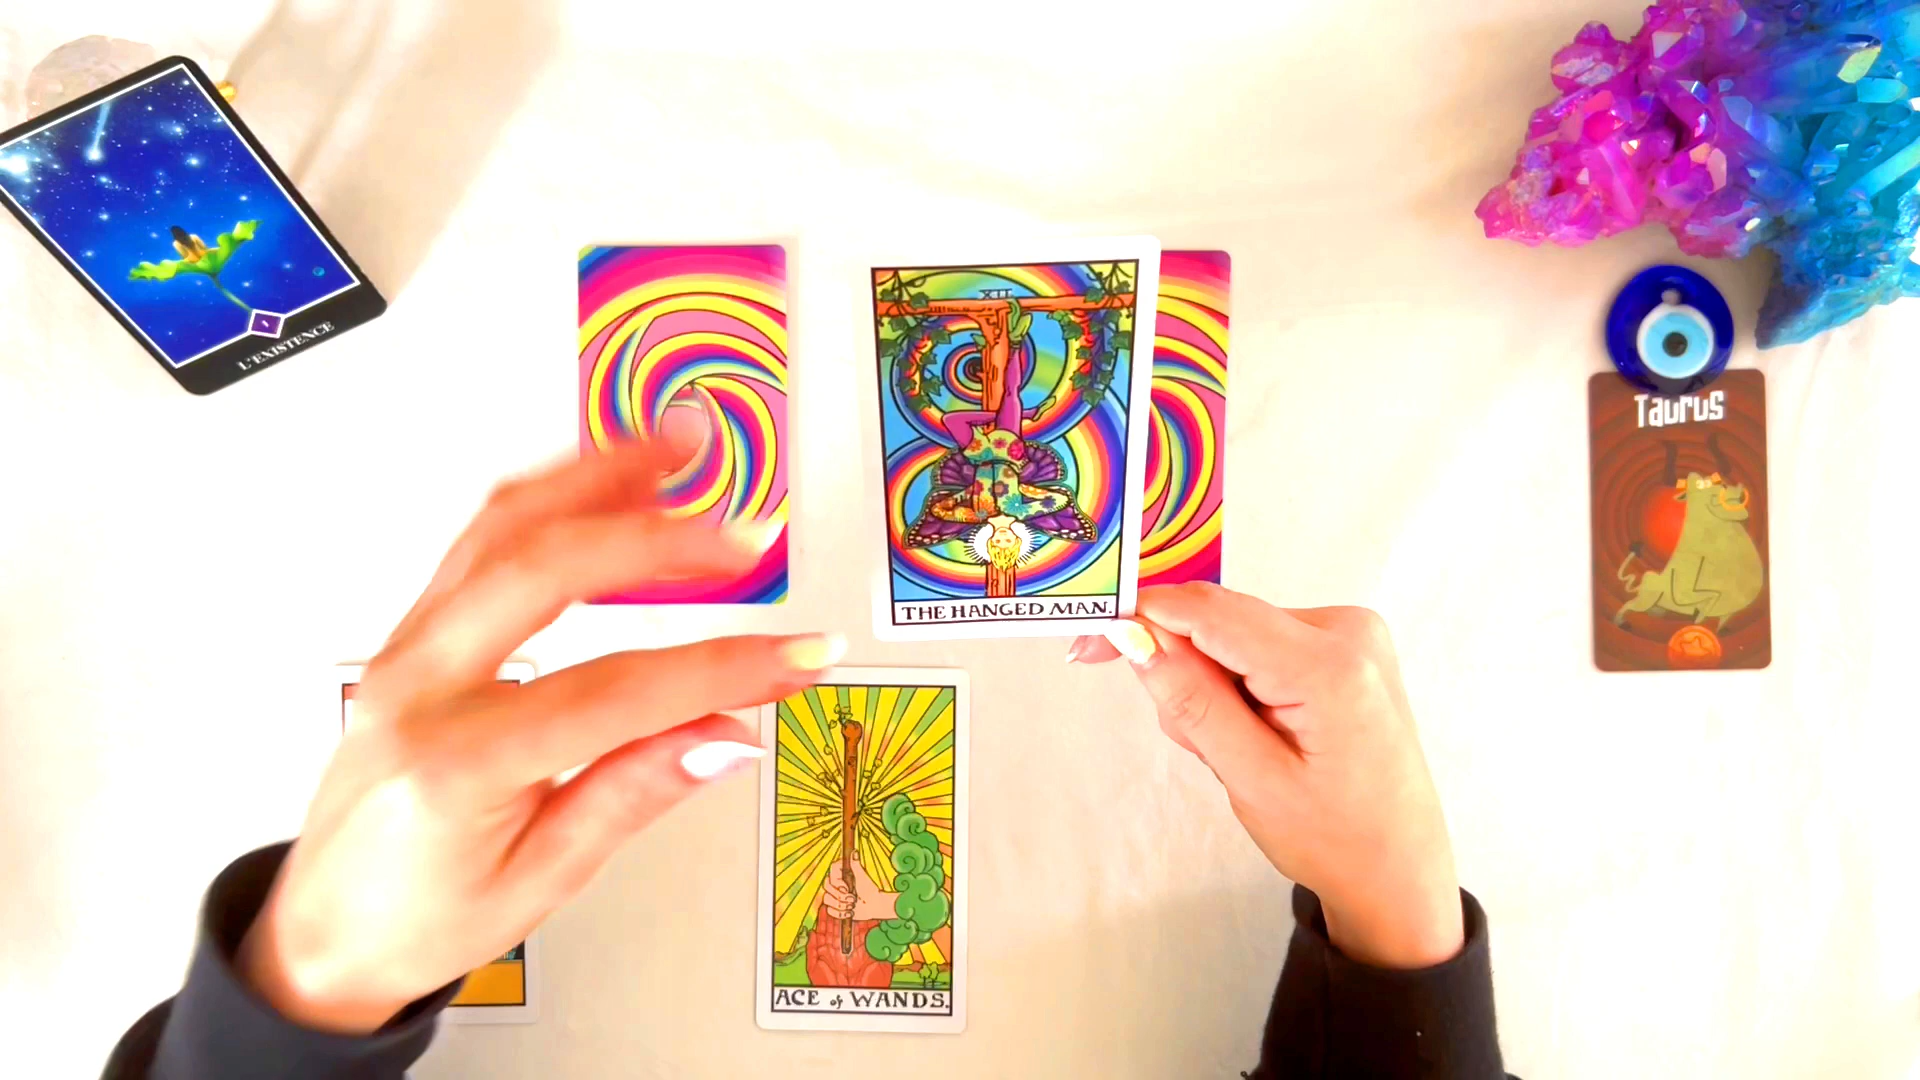 I
L'EXISTENCE
XII
THE HANGED MAN.
Taurus
ACE of WANDS.